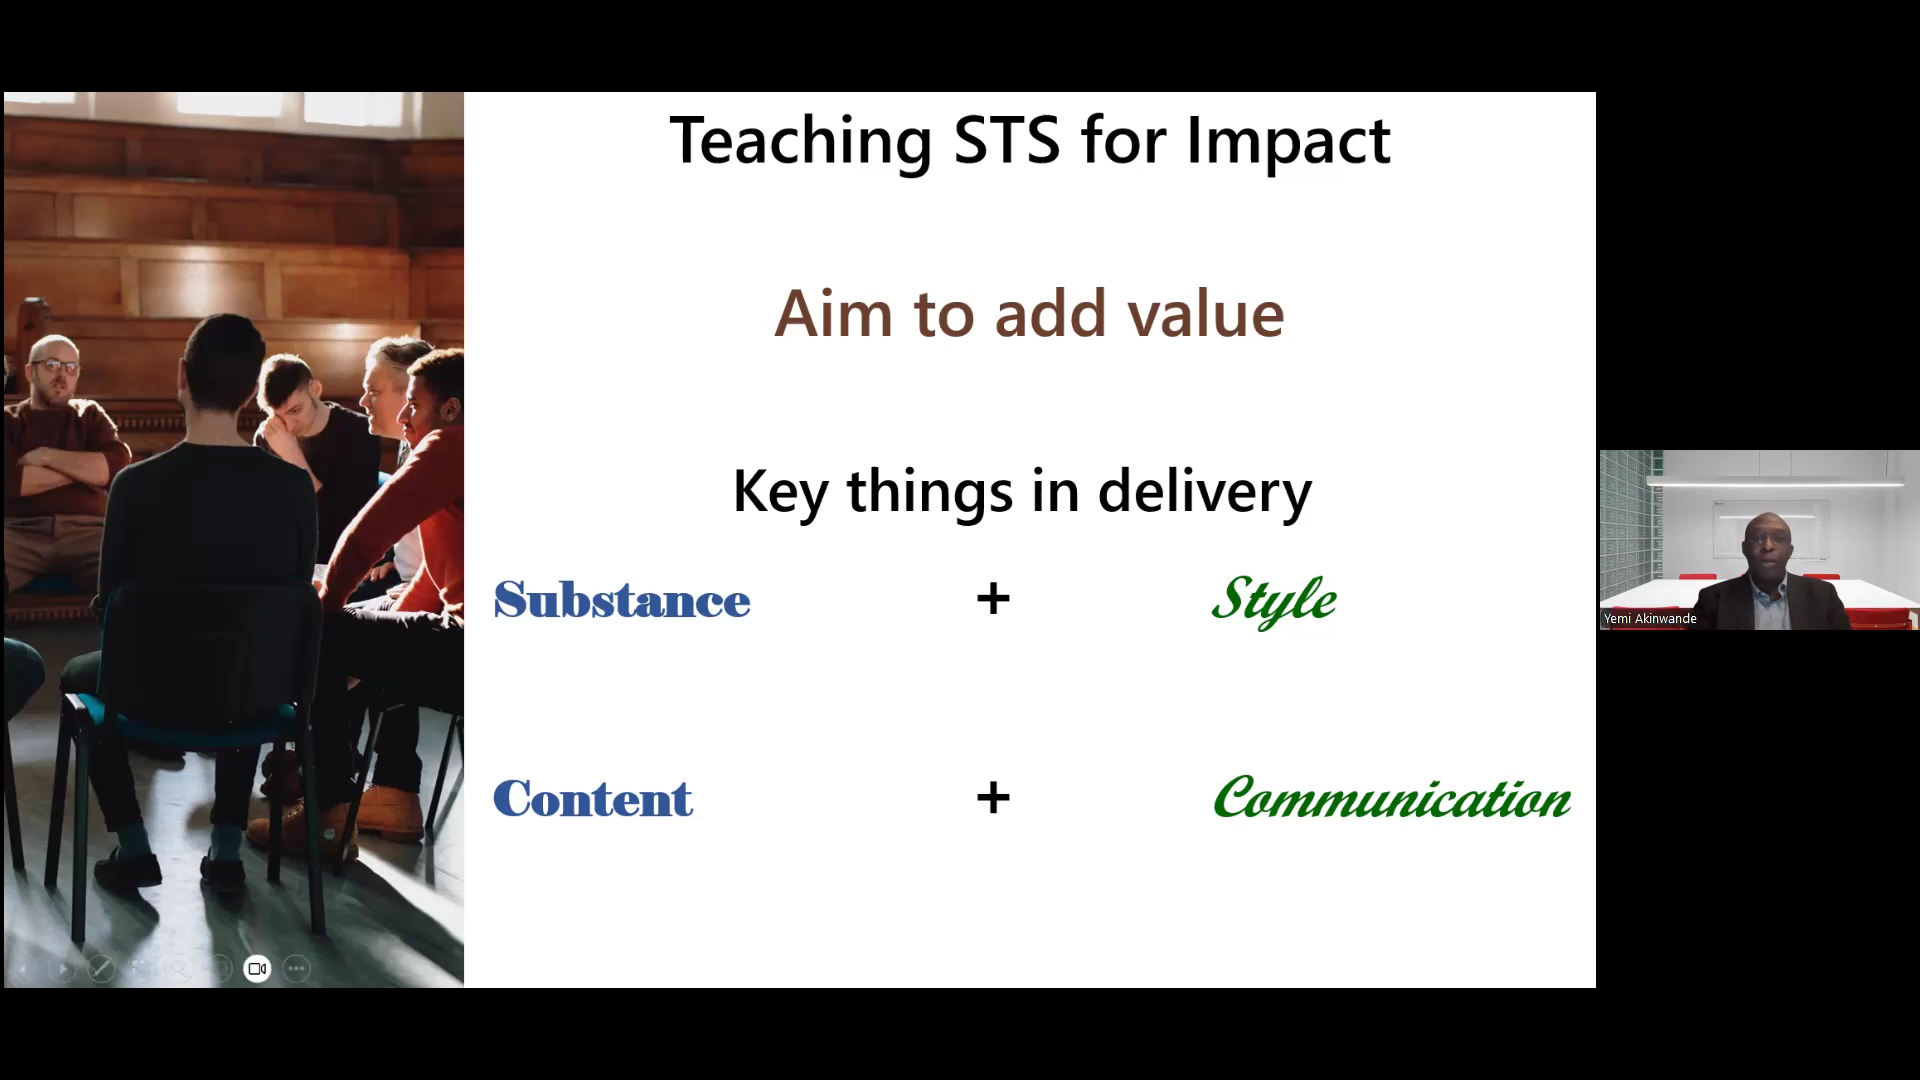 Teaching STS for Impact
Aim to add value
Key things in delivery
Substance + Style
Content + Communication
Yemi Akinwande